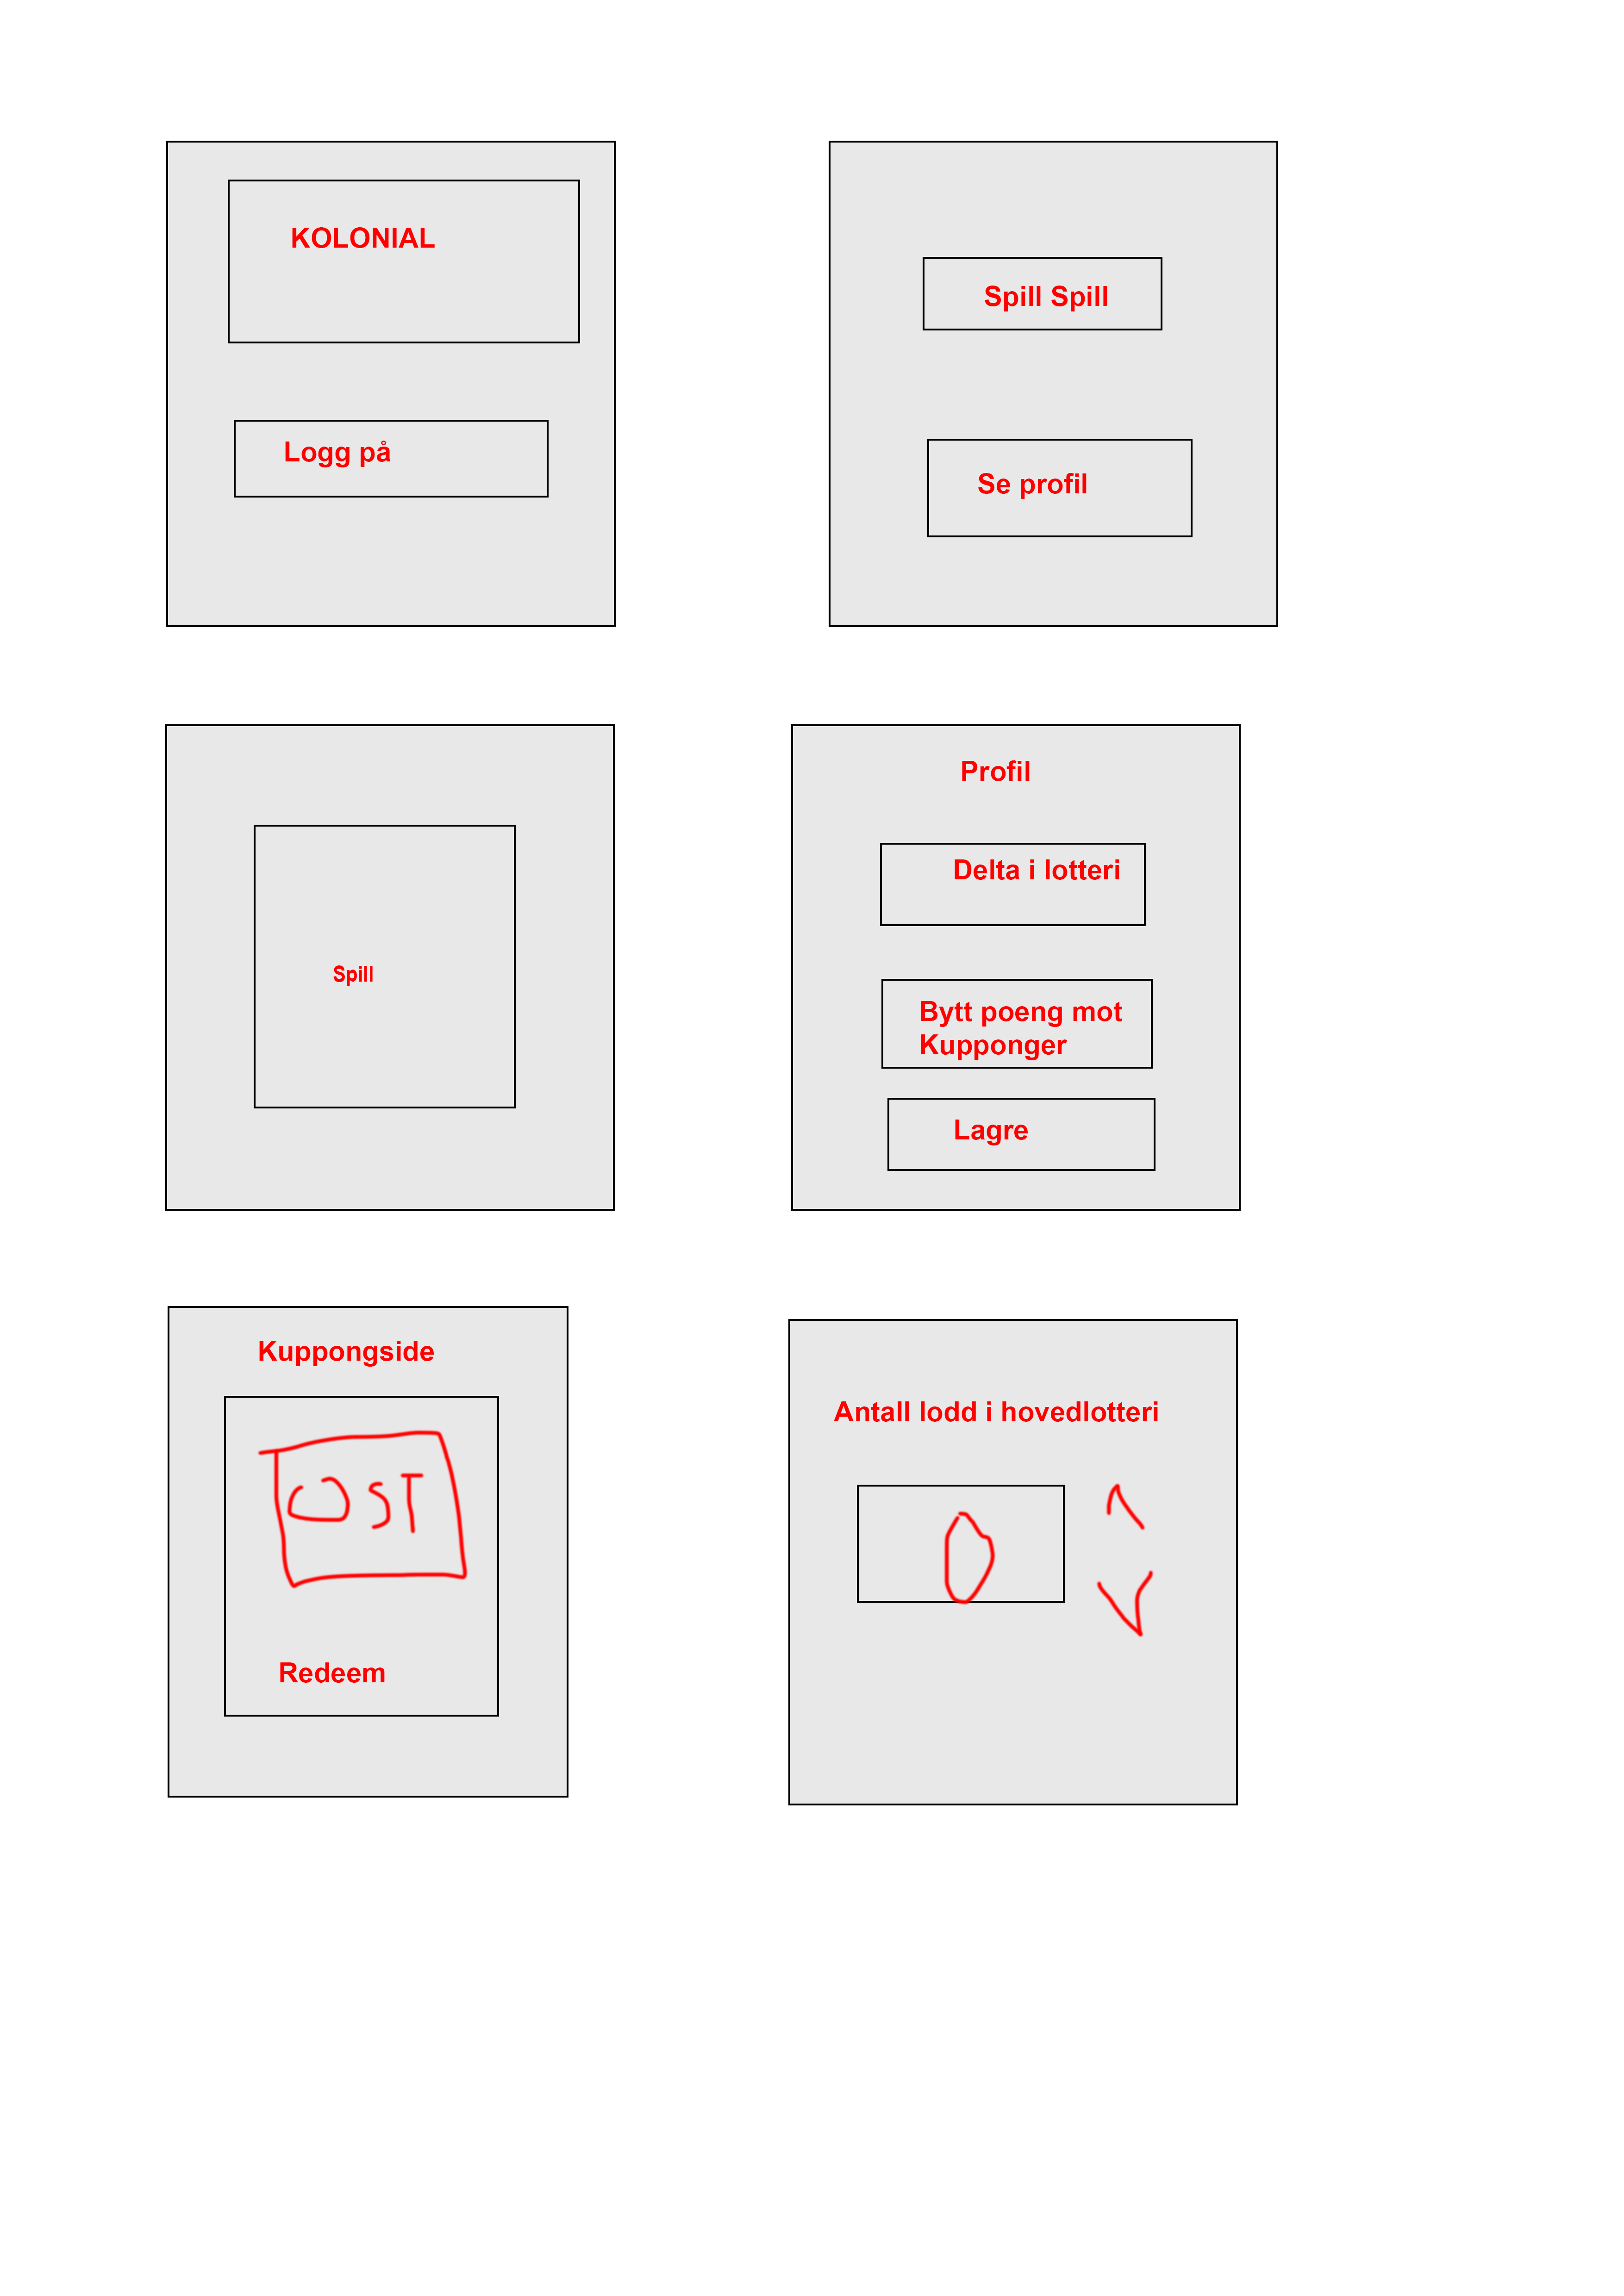 KOLONIAL
Logg på
Spill Spill
Se profil
Spill
Profil
Delta i lotteri
Bytt poeng mot
Kupponger
Lagre
Kuppongside
OST
Redeem
Antall lodd i hovedlotteri
0